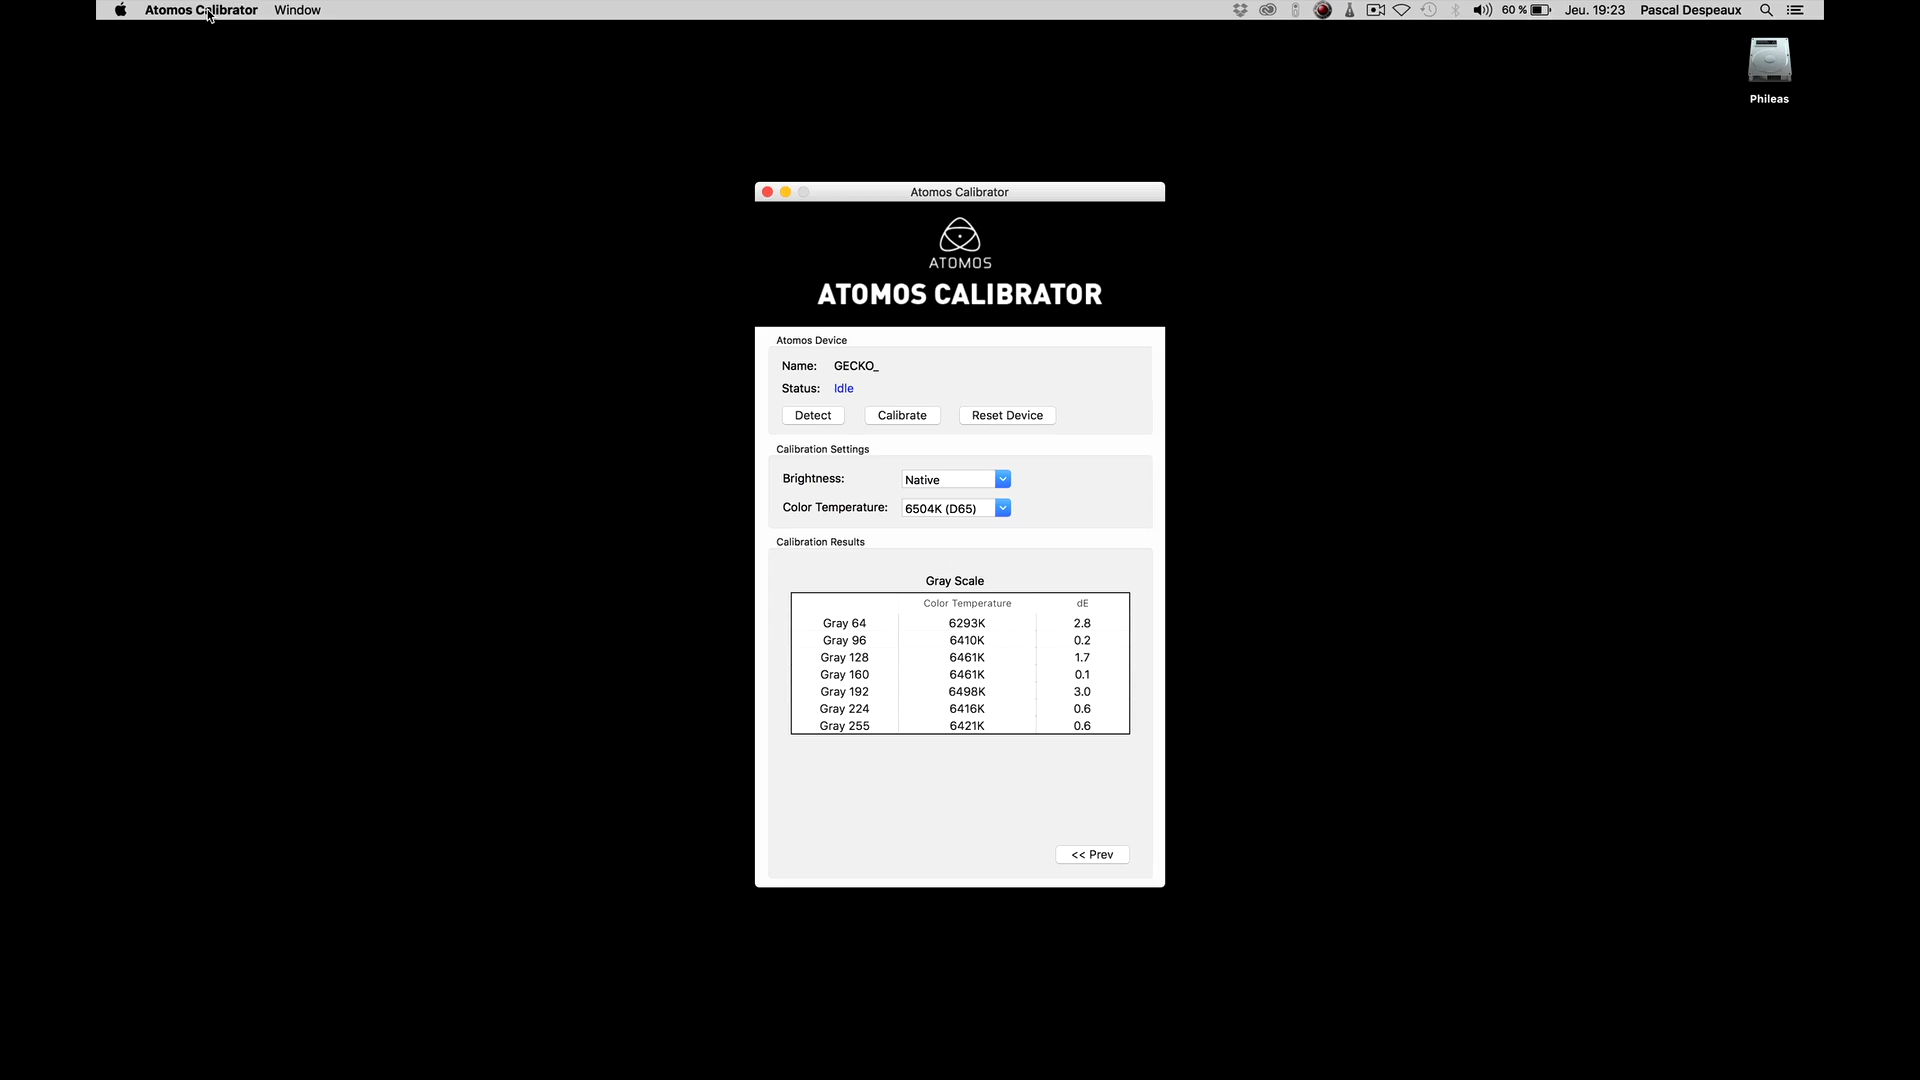 Atomos Calibrator Window 60 % Jeu. 19:23 Pascal Despeaux
Phileas
Atomos Calibrator
ATOMOS
ATOMOS CALIBRATOR
Atomos Device
Name: GECKO_
Status: Idle
Detect Calibrate Reset Device
Calibration Settings
Brightness: Native
Color Temperature: 6504K (D65)
Calibration Results
Gray Scale
Color Temperature dE
Gray 64 6293K 2.8
Gray 96 6410K 0.2
Gray 128 6461K 1.7
Gray 160 6461K 0.1
Gray 192 6498K 3.0
Gray 224 6416K 0.6
Gray 255 6421K 0.6
<< Prev